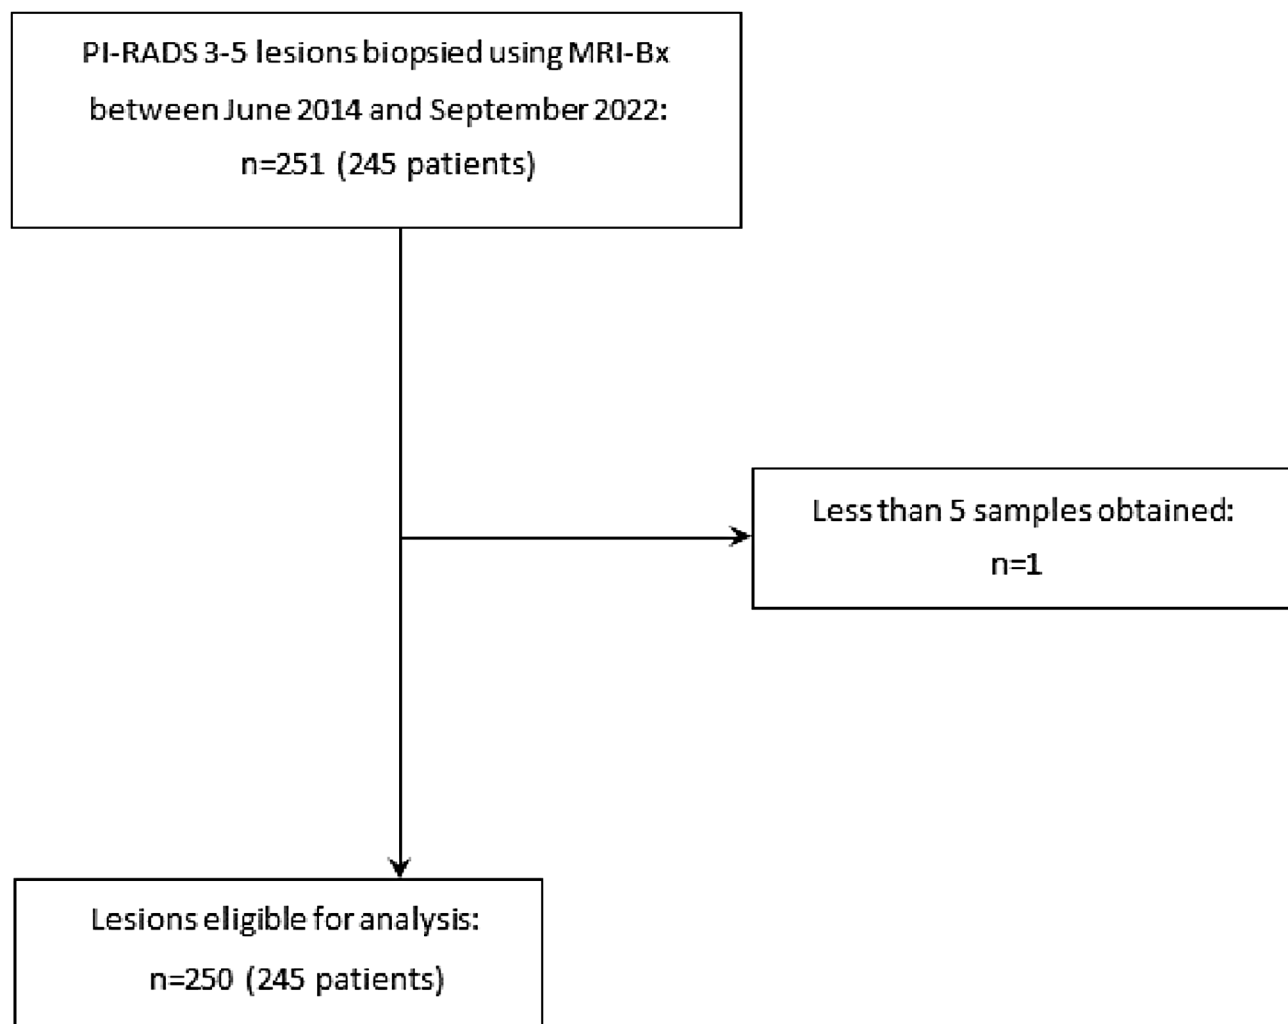 PI-RADS 3-5 lesions biopsied using MRI-Bx
between June 2014 and September 2022:
n=251 (245 patients)
Less than 5 samples obtained:
n=1
Lesions eligible for analysis:
n=250 (245 patients)